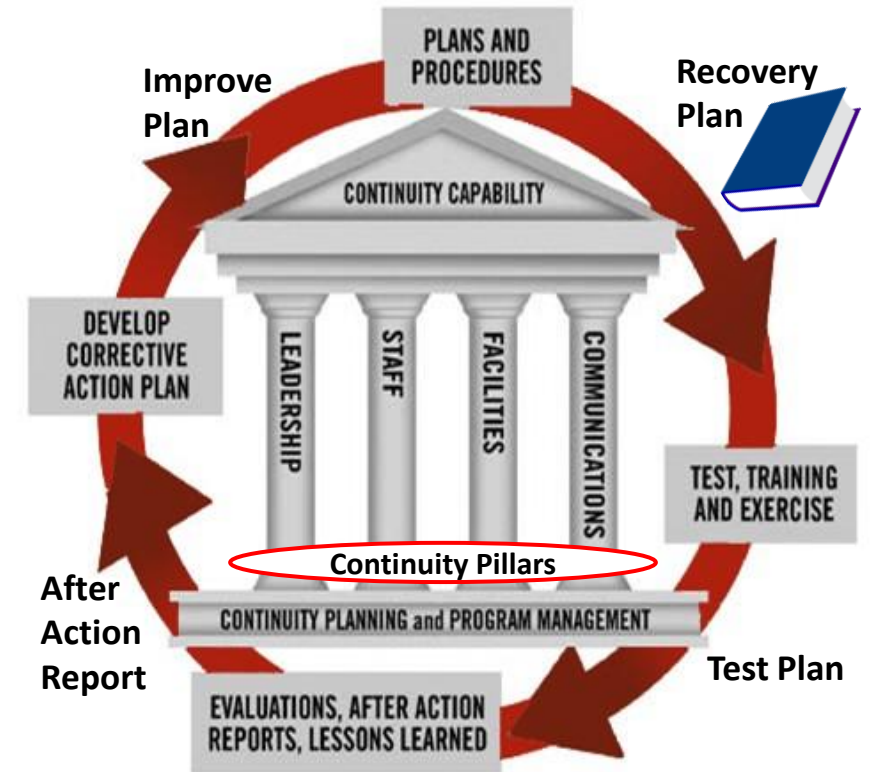 PLANS AND
PROCEDURES
Improve
Plan
Recovery
Plan
CONTINUITY CAPABILITY
DEVELOP
CORRECTIVE
ACTION PLAN
LEADERSHIP
STAFF
FACILITIES
COMMUNICATIONS
TEST, TRAINING
AND EXERCISE
Continuity Pillars
After
Action
Report
CONTINUITY PLANNING and PROGRAM MANAGEMENT
Test Plan
EVALUATIONS, AFTER ACTION
REPORTS, LESSONS LEARNED